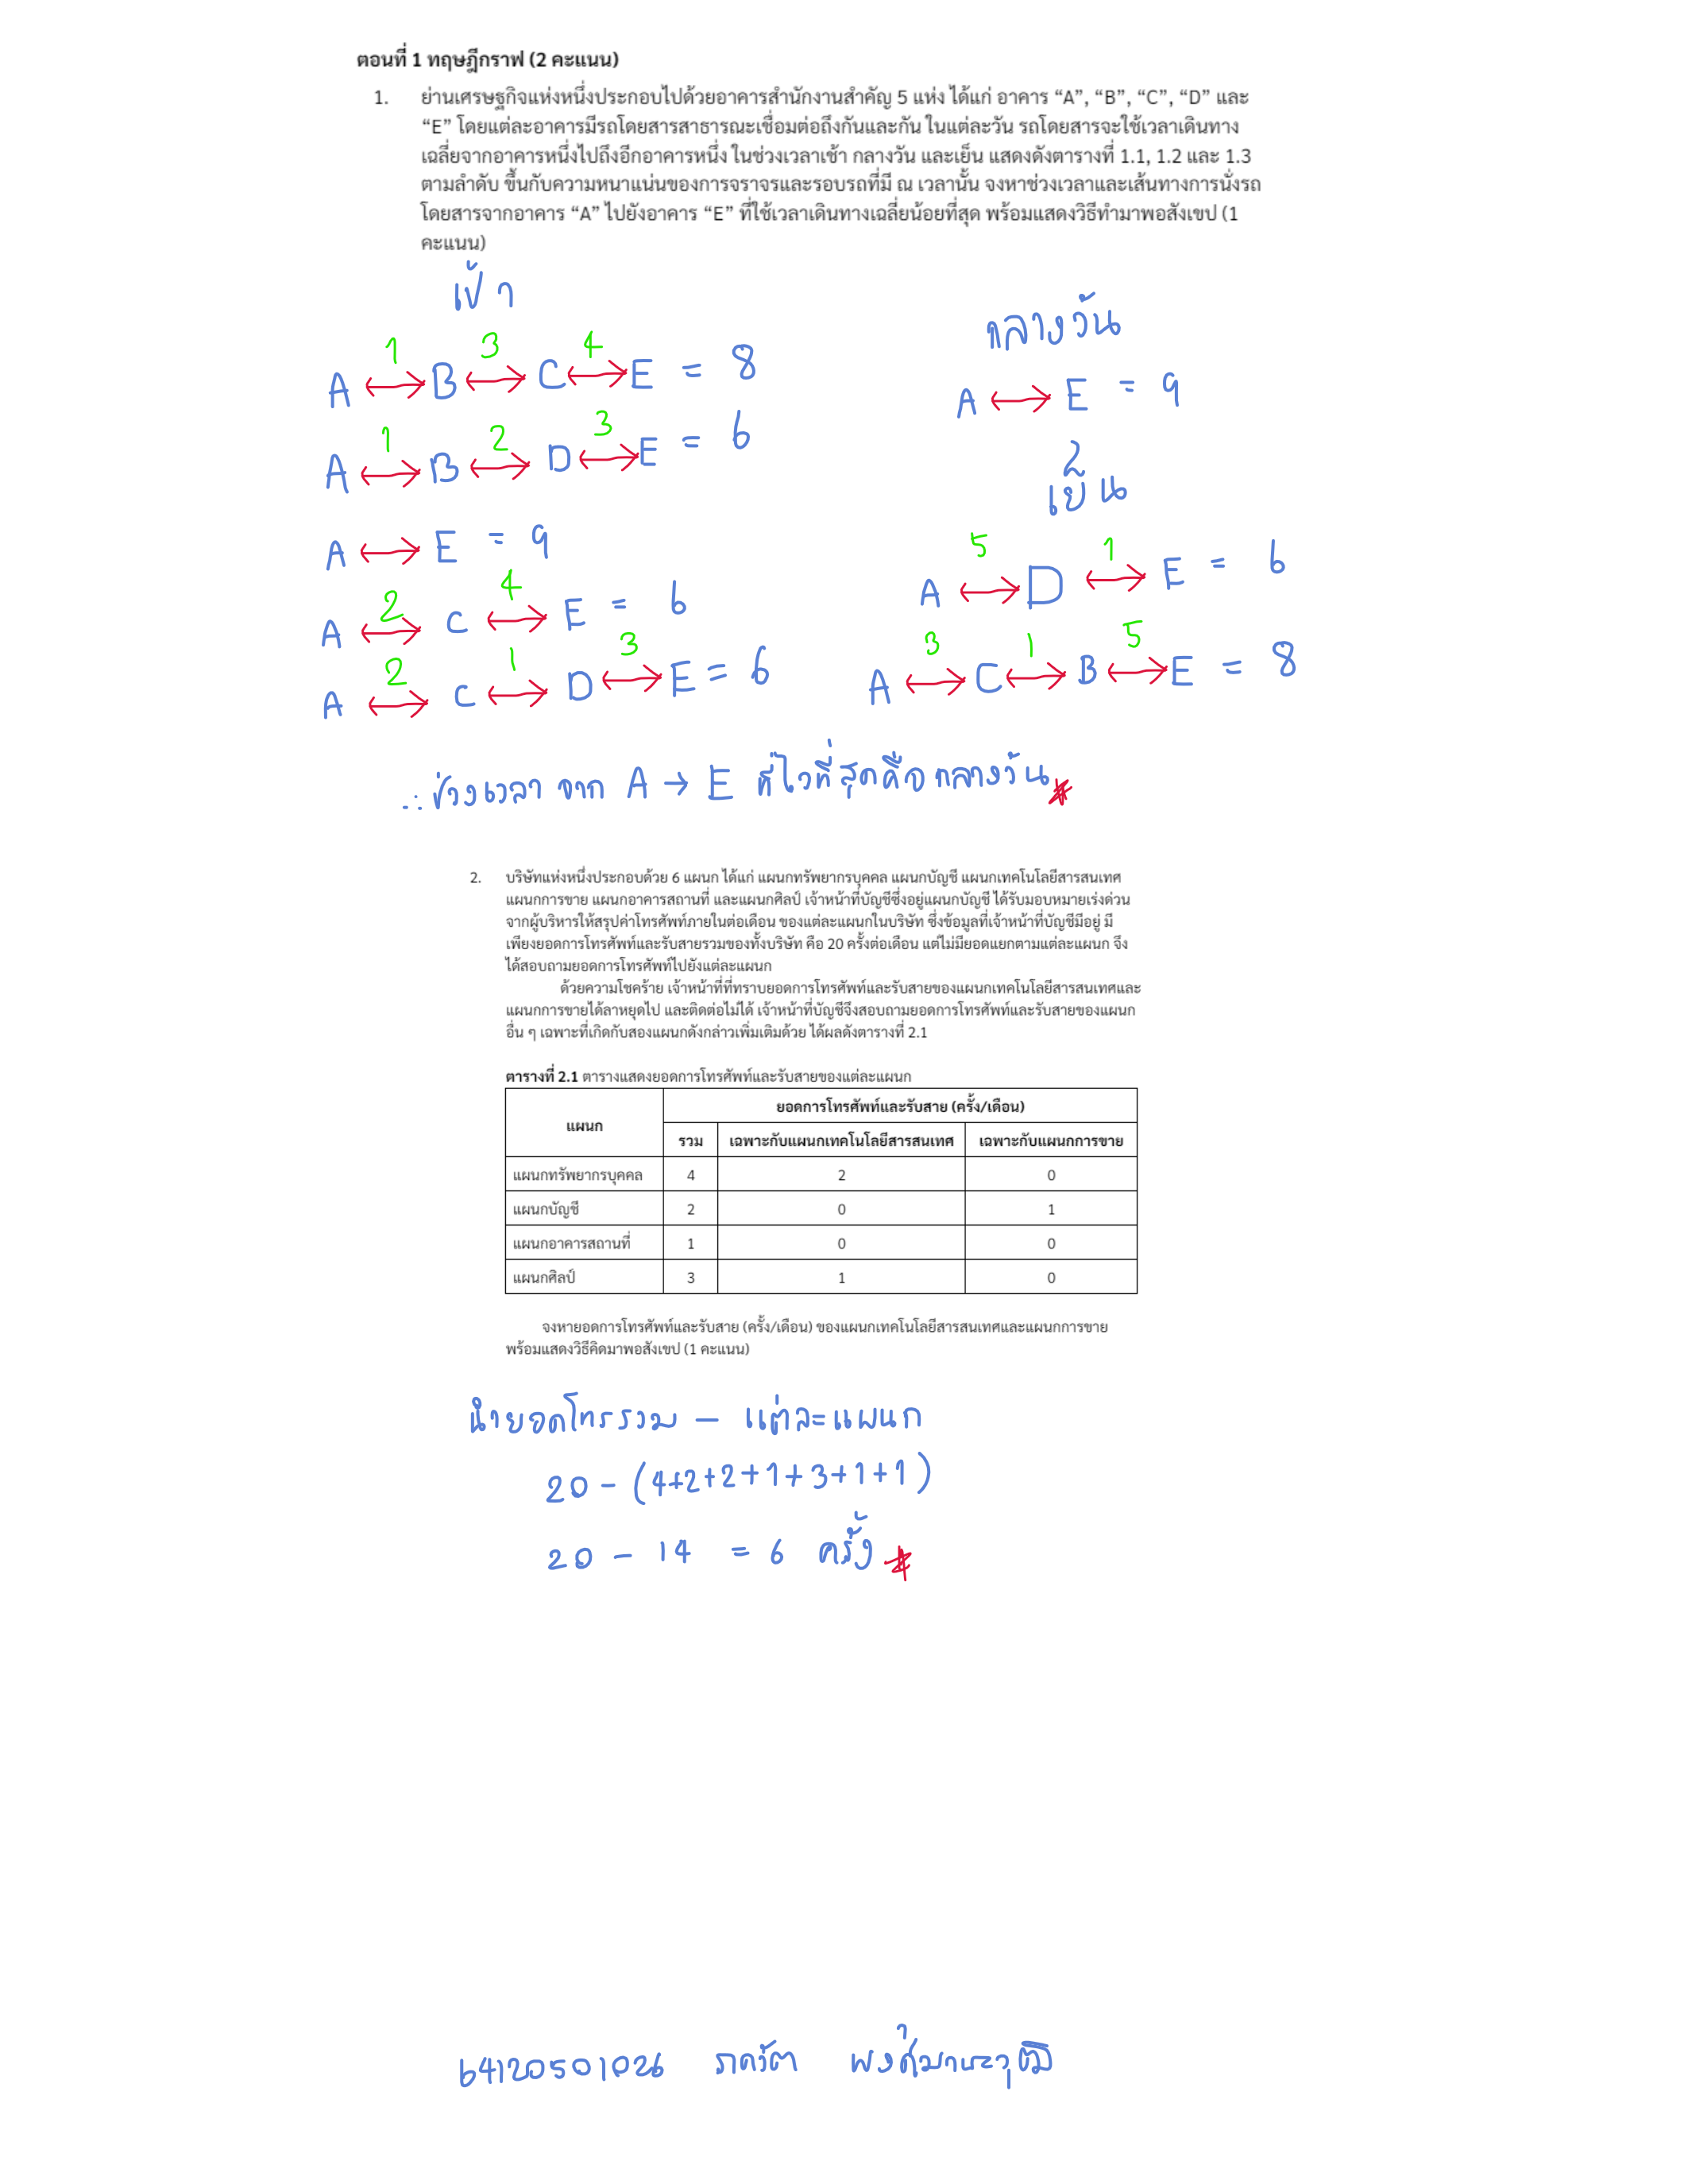 ตอนที่ 1 ทฤษฎีกราฟ (2 คะแนน)
1. ย่านเศรษฐกิจแห่งหนึ่งประกอบไปด้วยอาคารสำนักงานสำคัญ 5 แห่ง ได้แก่ อาคาร “A”, “B”, “C”, “D” และ
“E” โดยแต่ละอาคารมีรถโดยสารสาธารณะเชื่อมต่อถึงกันและกัน ในแต่ละวัน รถโดยสารจะใช้เวลาเดินทาง
เฉลี่ยจากอาคารหนึ่งไปถึงอีกอาคารหนึ่ง ในช่วงเวลาเช้า กลางวัน และเย็น แสดงดังตารางที่ 1.1, 1.2 และ 1.3
ตามลำดับ ขึ้นกับความหนาแน่นของการจราจรและรอบรถที่มี ณ เวลานั้น จงหาช่วงเวลาและเส้นทางการนั่งรถ
โดยสารจากอาคาร “A” ไปยังอาคาร “E” ที่ใช้เวลาเดินทางเฉลี่ยน้อยที่สุด พร้อมแสดงวิธีทำมาพอสังเขป (1
คะแนน)
เช้า
1 3 4
A ↔ B ↔ C ↔ E = 8
1 2 3
A ↔ B ↔ D ↔ E = 6
A ↔ E = 9
2 4
A ↔ C ↔ E = 6
2 1 3
A ↔ C ↔ D ↔ E = 6
กลางวัน
A ↔ E = 9
2
เย็น
5 1
A ↔ D ↔ E = 6
3 1 5
A ↔ C ↔ B ↔ E = 8
∴ ช่วงเวลา จาก A → E ที่ไวที่สุดคือ กลางวัน
2. บริษัทแห่งหนึ่งประกอบด้วย 6 แผนก ได้แก่ แผนกทรัพยากรบุคคล แผนกบัญชี แผนกเทคโนโลยีสารสนเทศ
แผนกการขาย แผนกอาคารสถานที่ และแผนกศิลป์ เจ้าหน้าที่บัญชีซึ่งอยู่แผนกบัญชี ได้รับมอบหมายเร่งด่วน
จากผู้บริหารให้สรุปค่าโทรศัพท์ภายในต่อเดือน ของแต่ละแผนกในบริษัท ซึ่งข้อมูลที่เจ้าหน้าที่บัญชีมีอยู่ มี
เพียงยอดการโทรศัพท์และรับสายรวมของทั้งบริษัท คือ 20 ครั้งต่อเดือน แต่ไม่มียอดแยกตามแต่ละแผนก จึง
ได้สอบถามยอดการโทรศัพท์ไปยังแต่ละแผนก
ด้วยความโชคร้าย เจ้าหน้าที่ที่ทราบยอดการโทรศัพท์และรับสายของแผนกเทคโนโลยีสารสนเทศและ
แผนกการขายได้ลาหยุดไป และติดต่อไม่ได้ เจ้าหน้าที่บัญชีจึงสอบถามยอดการโทรศัพท์และรับสายของแผนก
อื่น ๆ เฉพาะที่เกิดกับสองแผนกดังกล่าวเพิ่มเติมด้วย ได้ผลดังตารางที่ 2.1
ตารางที่ 2.1 ตารางแสดงยอดการโทรศัพท์และรับสายของแต่ละแผนก
แผนก ยอดการโทรศัพท์และรับสาย (ครั้ง/เดือน)
รวม เฉพาะกับแผนกเทคโนโลยีสารสนเทศ เฉพาะกับแผนกการขาย
แผนกทรัพยากรบุคคล 4 2 0
แผนกบัญชี 2 0 1
แผนกอาคารสถานที่ 1 0 0
แผนกศิลป์ 3 1 0
จงหายอดการโทรศัพท์และรับสาย (ครั้ง/เดือน) ของแผนกเทคโนโลยีสารสนเทศและแผนกการขาย
พร้อมแสดงวิธีคิดมาพอสังเขป (1 คะแนน)
นำยอดโทรรวม – แต่ละแผนก
20 – (4+2+2+1+3+1+1)
20 – 14 = 6 ครั้ง
64120501026 ภควัต